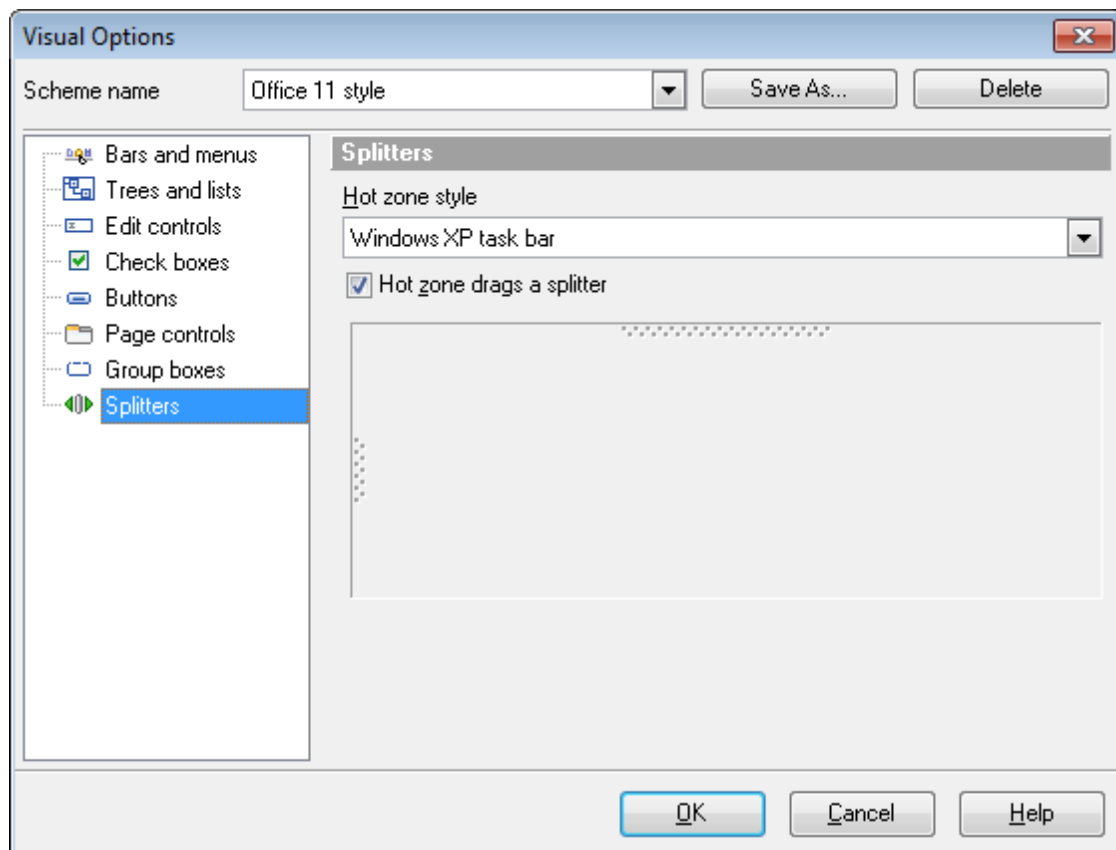 Visual Options
Scheme name
Office 11 style
Save As...
Delete
Bars and menus
Trees and lists
Edit controls
Check boxes
Buttons
Page controls
Group boxes
Splitters
Splitters
Hot zone style
Windows XP task bar
Hot zone drags a splitter
OK
Cancel
Help